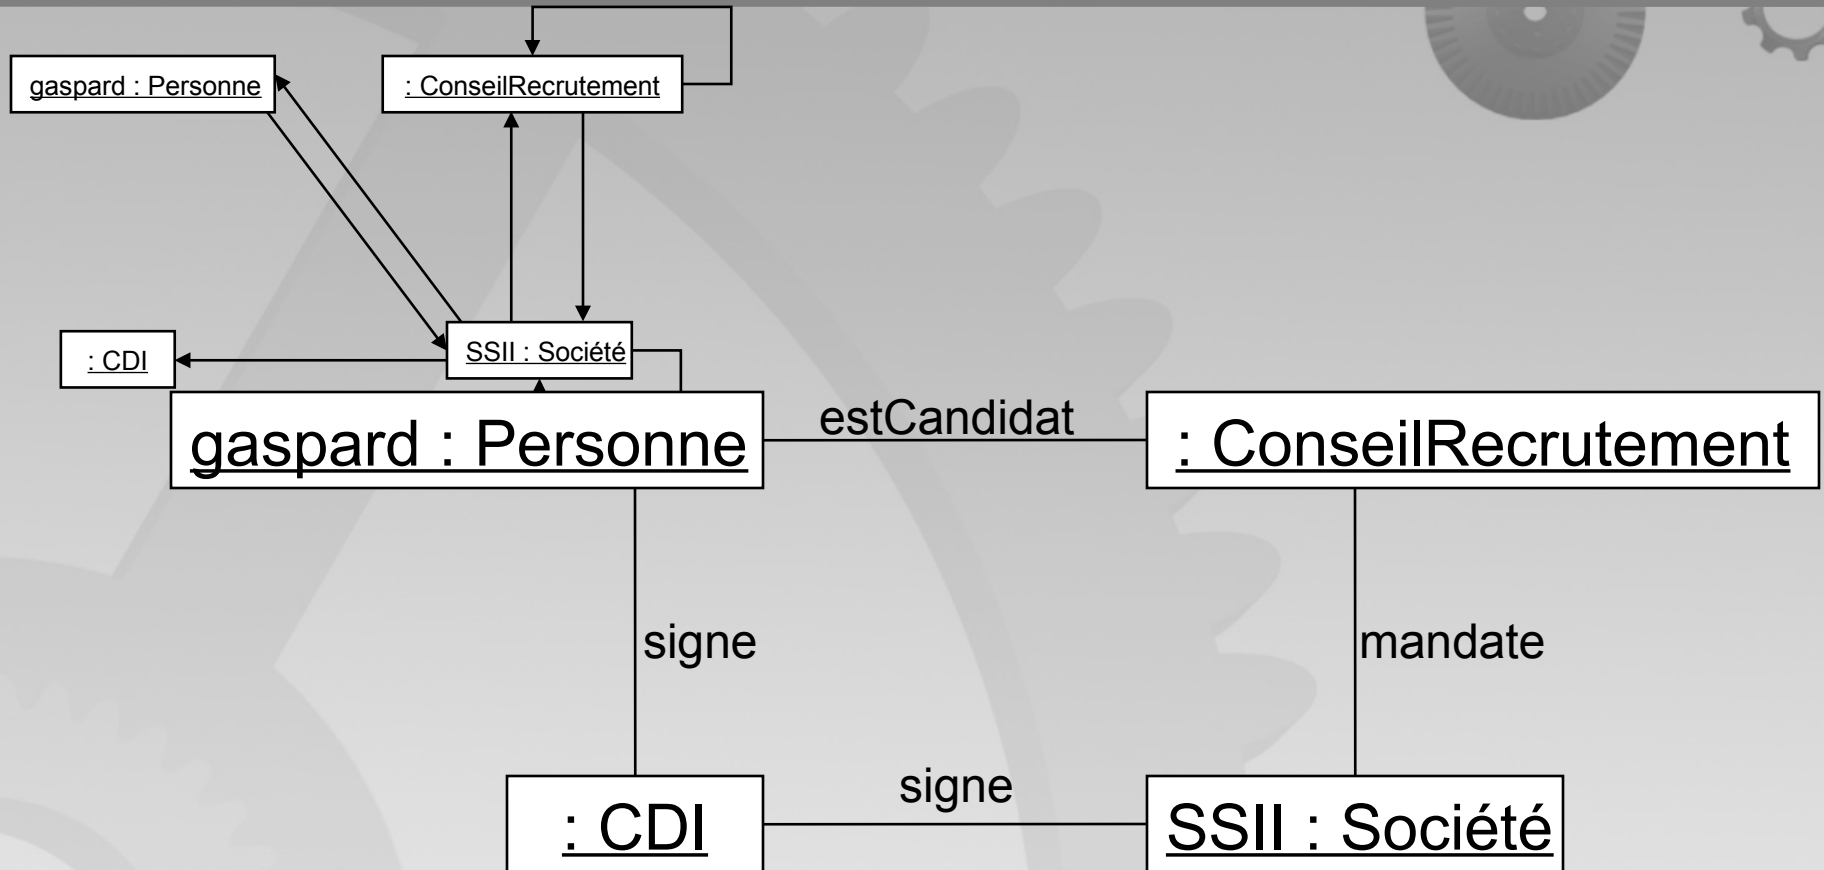 gaspard : Personne
: ConseilRecrutement
: CDI
SSII : Société
gaspard : Personne
estCandidat
: ConseilRecrutement
signe
mandate
: CDI
signe
SSII : Société